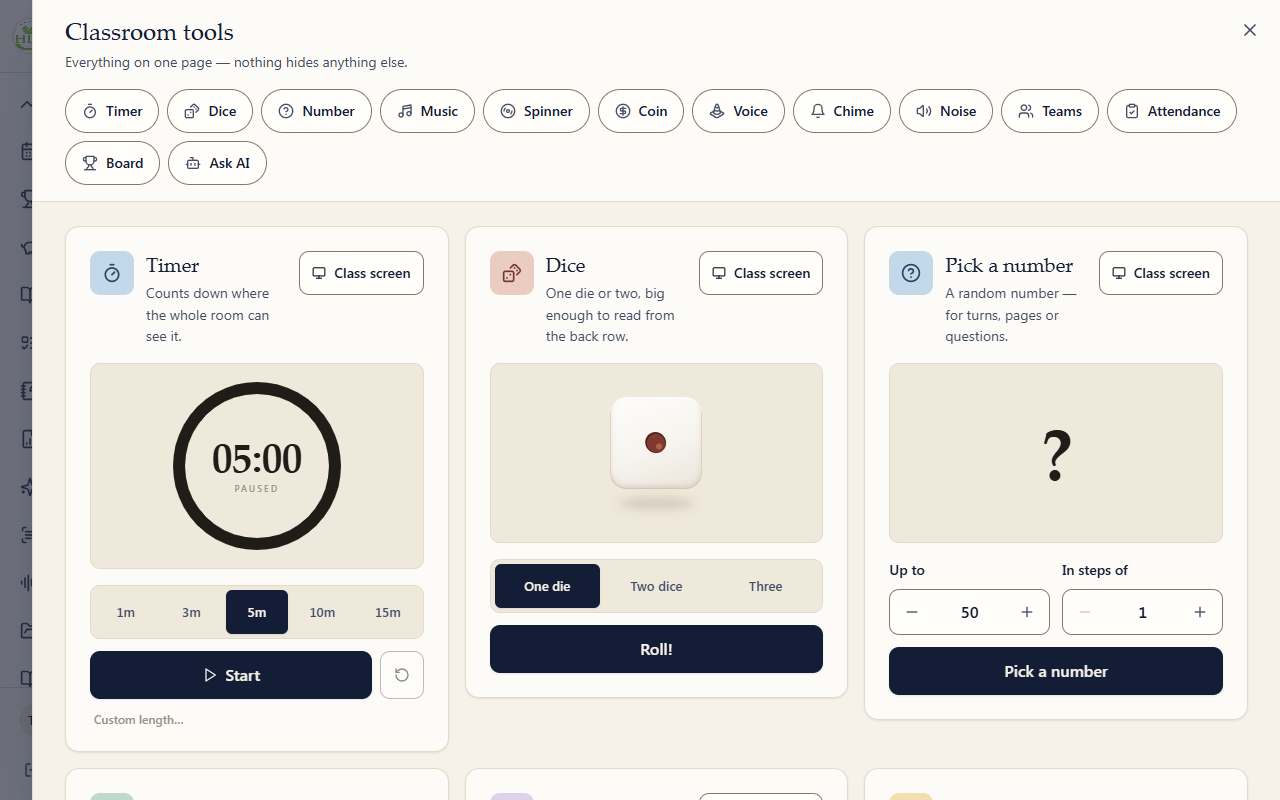 Classroom tools
Everything on one page — nothing hides anything else.
Timer
Dice
Number
Music
Spinner
Coin
Voice
Chime
Noise
Teams
Attendance
Board
Ask AI
Timer
Class screen
Counts down where
the whole room can
see it.
05:00
PAUSED
1m
3m
5m
10m
15m
Start
Custom length...
Dice
Class screen
One die or two, big
enough to read from
the back row.
One die
Two dice
Three
Roll!
Pick a number
Class screen
A random number —
for turns, pages or
questions.
?
Up to
In steps of
− 50 +
− 1 +
Pick a number